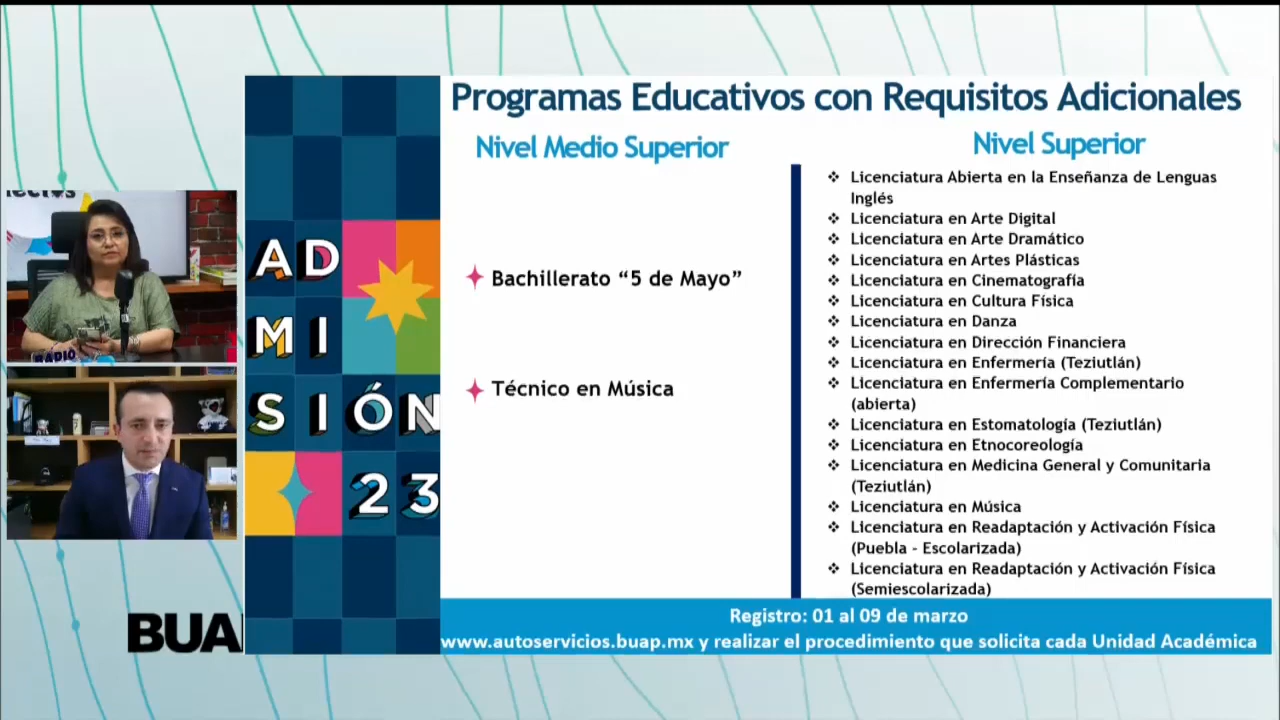 Programas Educativos con Requisitos Adicionales
Nivel Medio Superior
Bachillerato “5 de Mayo”
Técnico en Música
Nivel Superior
Licenciatura Abierta en la Enseñanza de Lenguas
Inglés
Licenciatura en Arte Digital
Licenciatura en Arte Dramático
Licenciatura en Artes Plásticas
Licenciatura en Cinematografía
Licenciatura en Cultura Física
Licenciatura en Danza
Licenciatura en Dirección Financiera
Licenciatura en Enfermería (Teziutlán)
Licenciatura en Enfermería Complementario
(abierta)
Licenciatura en Estomatología (Teziutlán)
Licenciatura en Etnocoreología
Licenciatura en Medicina General y Comunitaria
(Teziutlán)
Licenciatura en Música
Licenciatura en Readaptación y Activación Física
(Puebla - Escolarizada)
Licenciatura en Readaptación y Activación Física
(Semiescolarizada)
Registro: 01 al 09 de marzo
www.autoservicios.buap.mx y realizar el procedimiento que solicita cada Unidad Académica
AD
MI
SIÓN
23
RADIO
BUAP